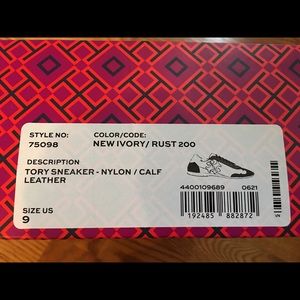 STYLE NO: COLOR/CODE:
75098 NEW IVORY/ RUST 200
DESCRIPTION
TORY SNEAKER - NYLON / CALF
LEATHER
4400109689 0621
SIZE US
9
192485 882872